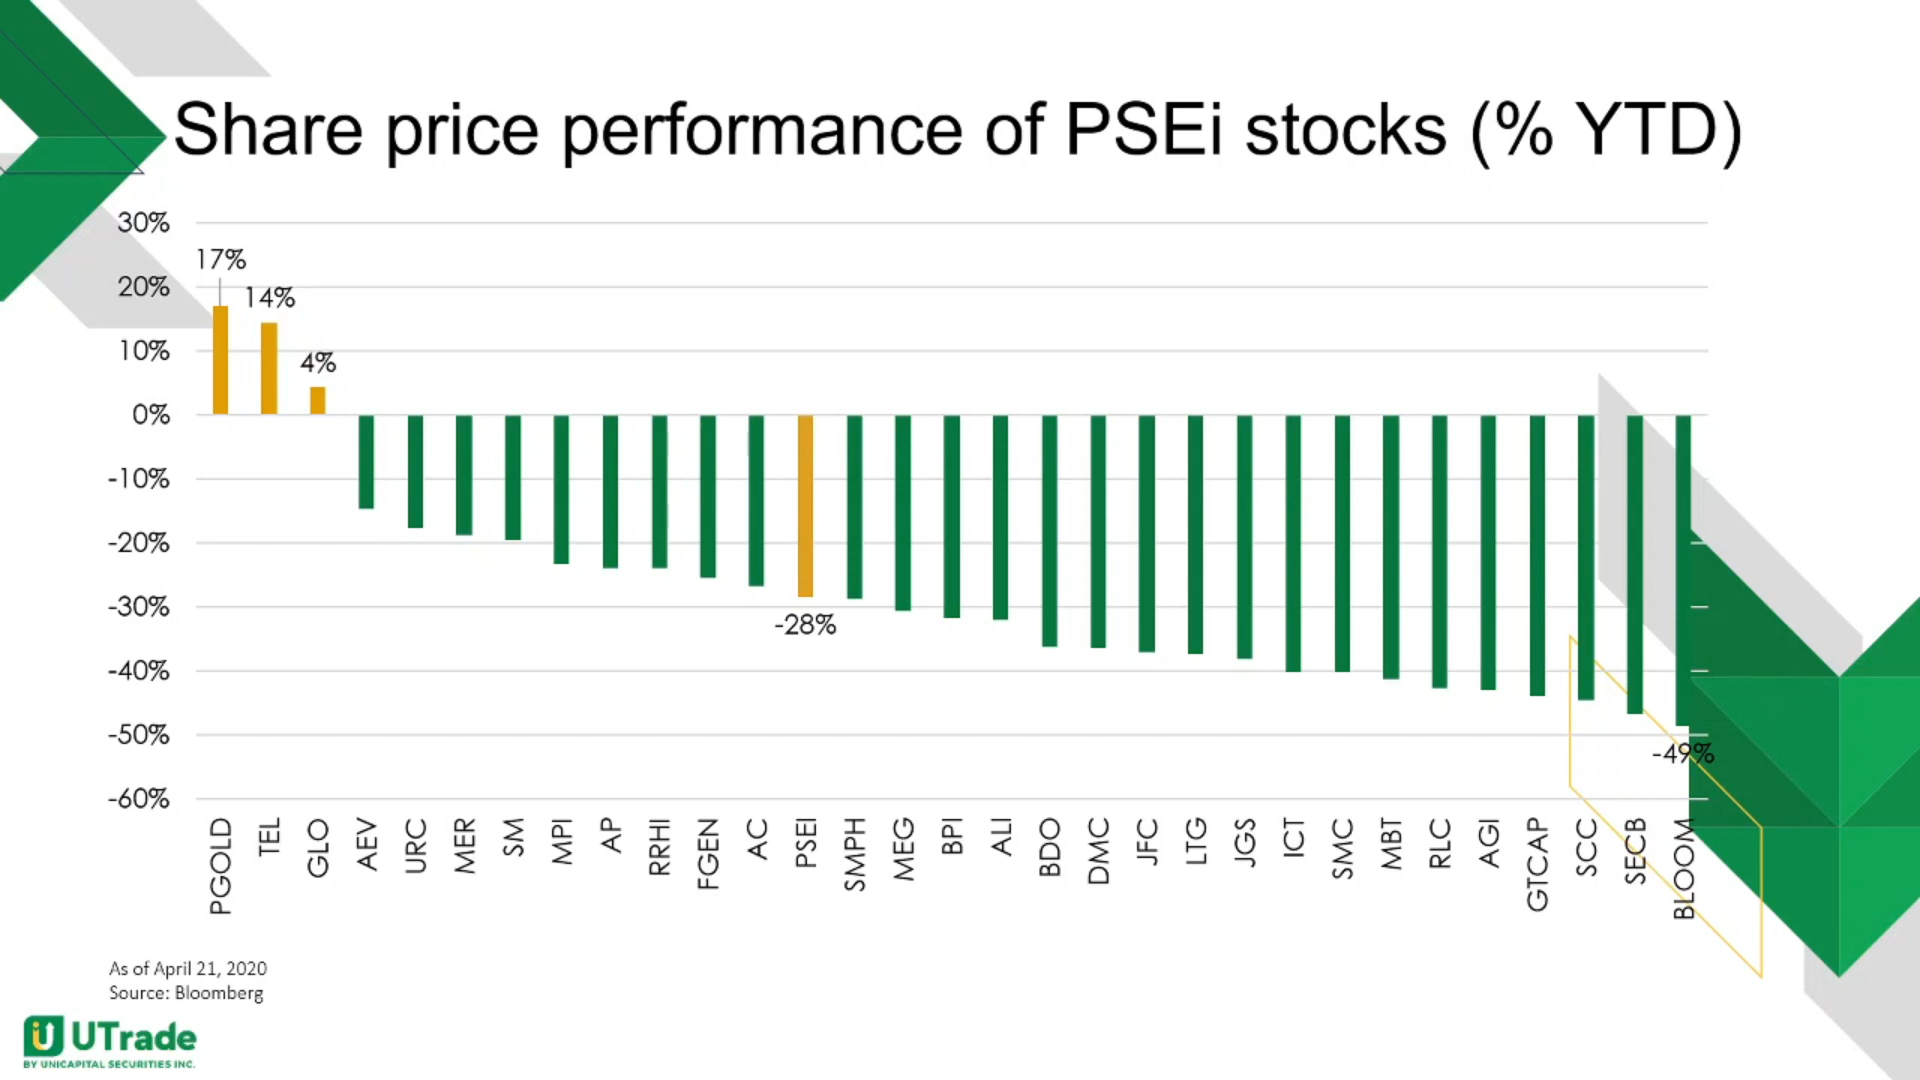 Share price performance of PSEi stocks (% YTD)
30%
20%
10%
0%
-10%
-20%
-30%
-40%
-50%
-60%
17%
14%
4%
-28%
-49%
PGOLD
TEL
GLO
AEV
URC
MER
SM
MPI
AP
RRHI
FGEN
AC
PSEI
SMPH
MEG
BPI
ALI
BDO
DMC
JFC
LTG
JGS
ICT
SMC
MBT
RLC
AGI
GTCAP
SCC
SECB
BLOOM
As of April 21, 2020
Source: Bloomberg
UTrade
BY UNICAPITAL SECURITIES INC.